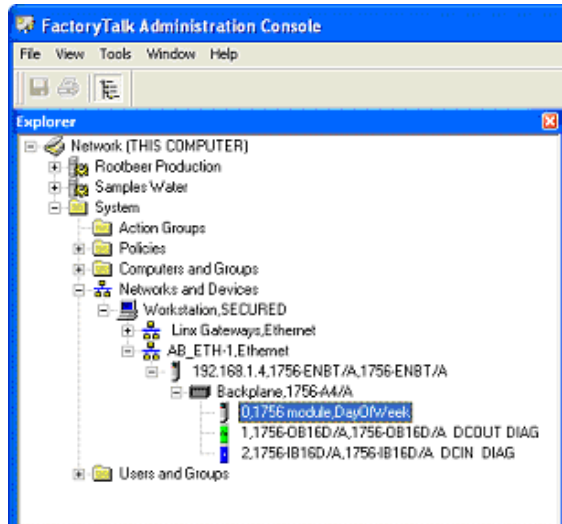 FactoryTalk Administration Console
File View Tools Window Help
Explorer
Network (THIS COMPUTER)
Rootbeer Production
Samples Water
System
Action Groups
Policies
Computers and Groups
Networks and Devices
Workstation,SECURED
Linx Gateways,Ethernet
AB_ETH-1,Ethernet
192.168.1.4,1756-ENBT/A,1756-ENBT/A
Backplane,1756-A4/A
0,1756 module,DayOfWeek
1,1756-OB16D/A,1756-OB16D/A DCOUT DIAG
2,1756-IB16D/A,1756-IB16D/A DCIN DIAG
Users and Groups